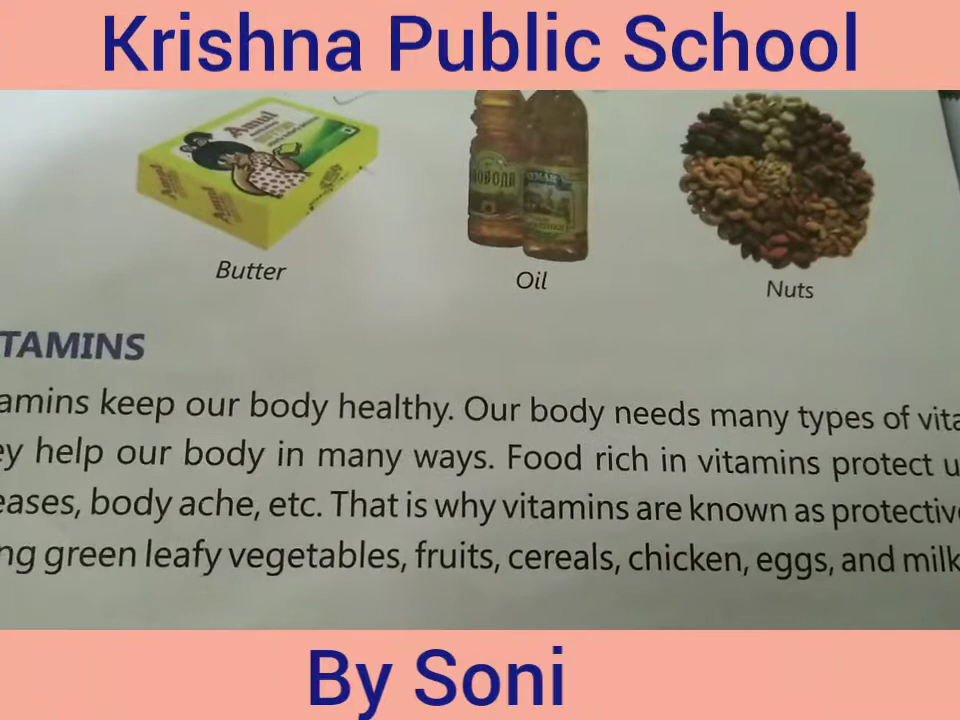 Krishna Public School
Amul
Butter
Oil
Nuts
TAMINS
amins keep our body healthy. Our body needs many types of vita
ey help our body in many ways. Food rich in vitamins protect u
eases, body ache, etc. That is why vitamins are known as protectiv
ng green leafy vegetables, fruits, cereals, chicken, eggs, and milk
By Soni